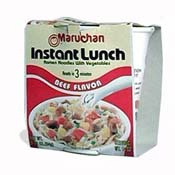 Maruchan
Instant Lunch
Ramen Noodles With Vegetables
Ready in 3 minutes
BEEF FLAVOR